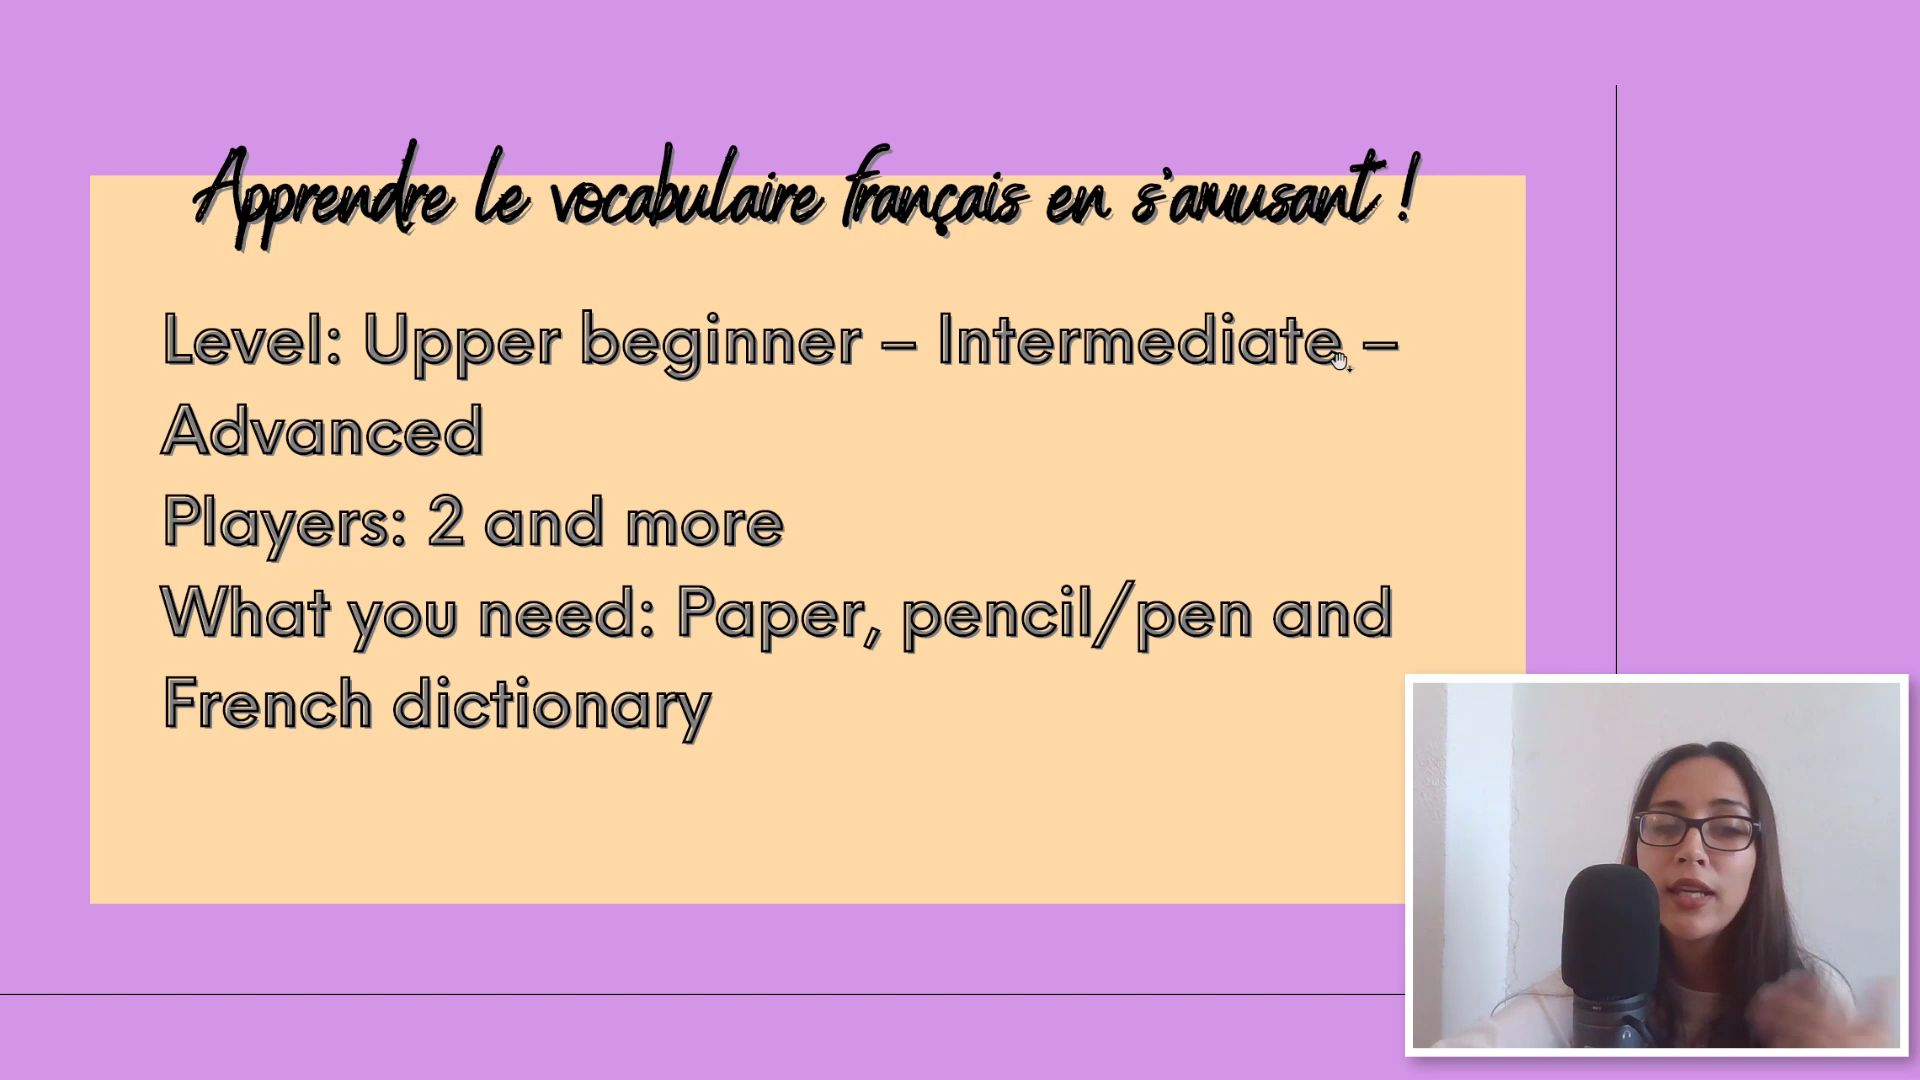 Apprendre le vocabulaire français en s'amusant !
Level: Upper beginner – Intermediate –
Advanced
Players: 2 and more
What you need: Paper, pencil/pen and
French dictionary